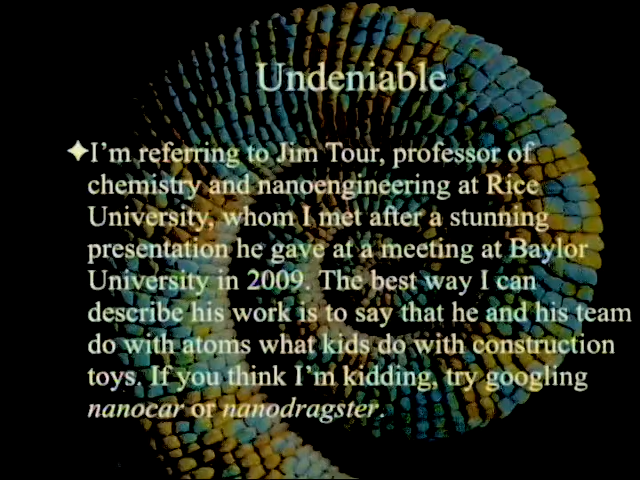 Undeniable
✦I'm referring to Jim Tour, professor of
chemistry and nanoengineering at Rice
University, whom I met after a stunning
presentation he gave at a meeting at Baylor
University in 2009. The best way I can
describe his work is to say that he and his team
do with atoms what kids do with construction
toys. If you think I'm kidding, try googling
nanocar or nanodragster.